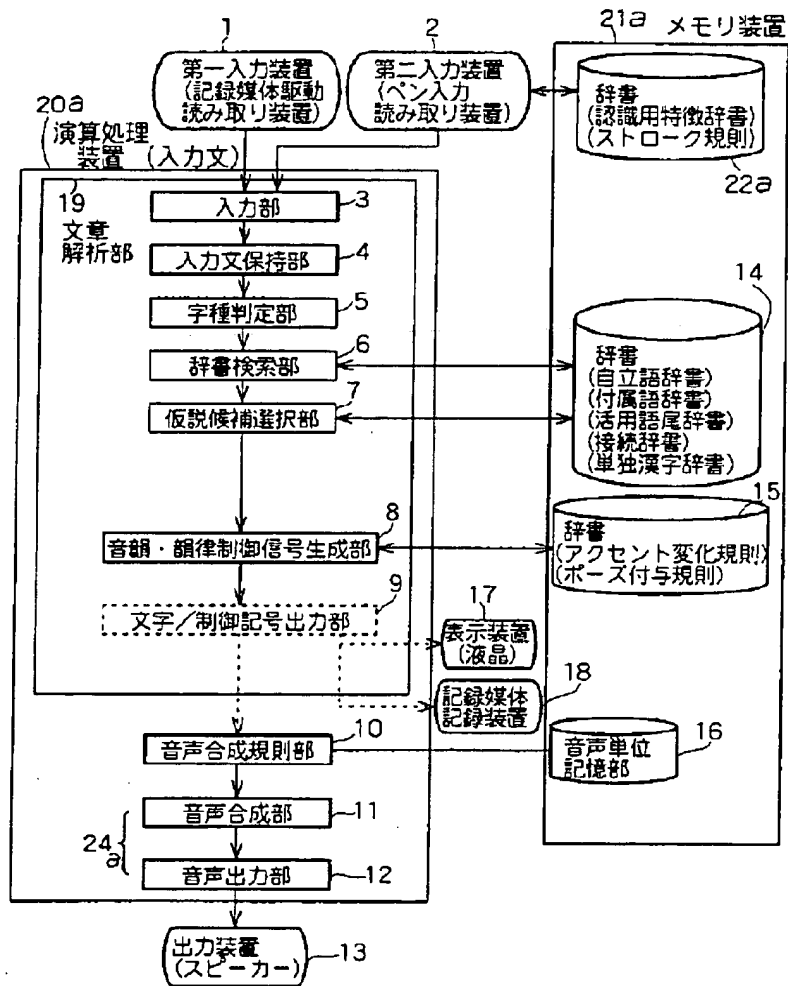 1
2
21a メモリ装置
第一入力装置
(記録媒体駆動
読み取り装置)
第二入力装置
(ペン入力
読み取り装置)
辞書
(認識用特徴辞書)
(ストローク規則)
22a
20a
演算処理
装置
(入力文)
19
文章
解析部
入力部
3
入力文保持部
4
字種判定部
5
辞書検索部
6
仮説候補選択部
7
14
辞書
(自立語辞書)
(付属語辞書)
(活用語尾辞書)
(接続辞書)
(単独漢字辞書)
音韻・韻律制御信号生成部
8
15
辞書
(アクセント変化規則)
(ポーズ付与規則)
文字/制御記号出力部
9
17
表示装置
(液晶)
18
記録媒体
記録装置
音声合成規則部
10
音声単位
記憶部
16
音声合成部
11
24a
音声出力部
12
出力装置
(スピーカー)
13